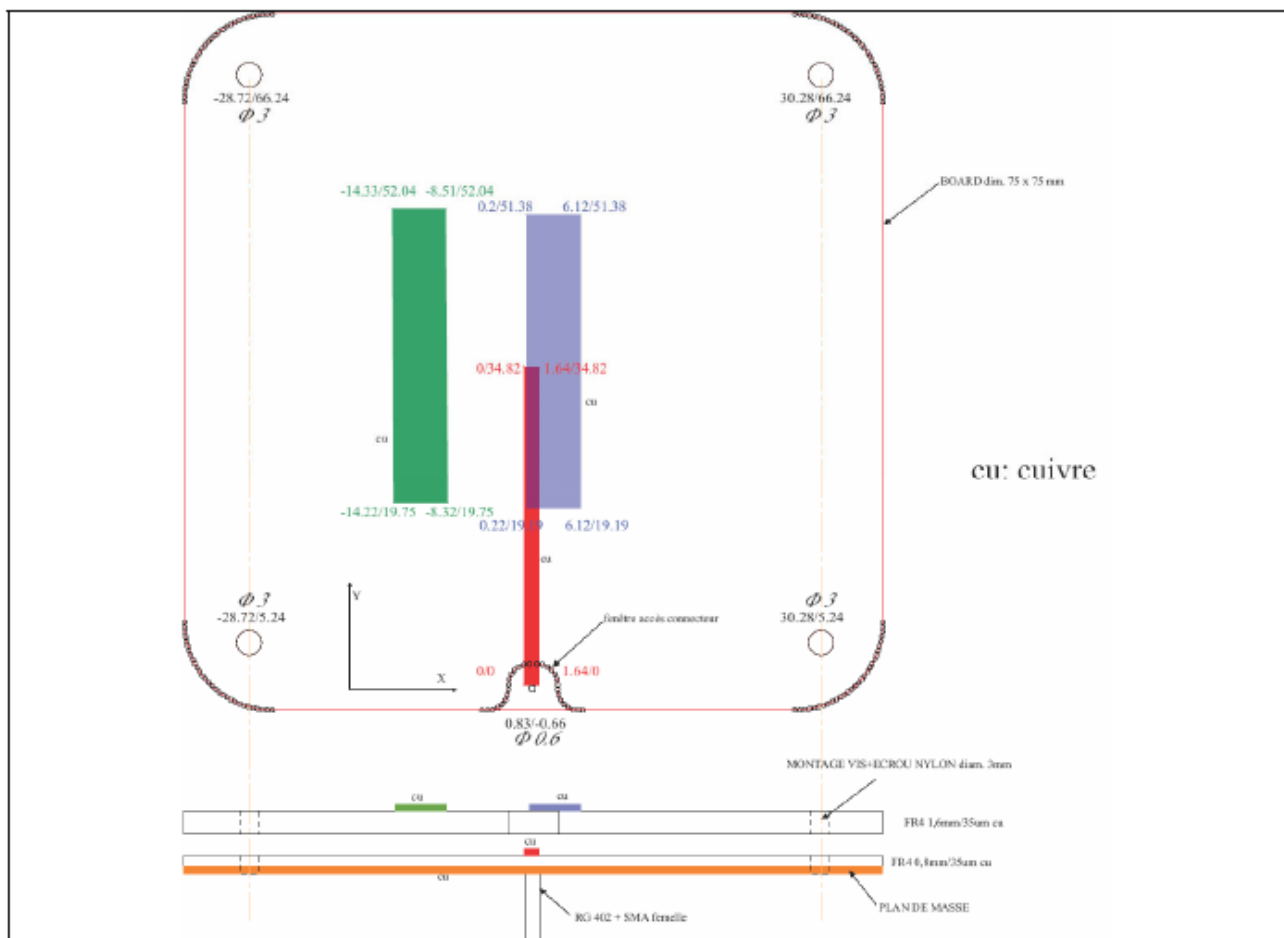 -28.72/66.24
Φ 3
30.28/66.24
Φ 3
BOARD dim. 75 x 75 mm
-14.33/52.04 -8.51/52.04
0.2/51.38 6.12/51.38
0/34.82 1.64/34.82
cu
cu
cu: cuivre
-14.22/19.75 -8.32/19.75
0.22/19.19 6.12/19.19
cu
Φ 3
-28.72/5.24
Φ 3
30.28/5.24
Y
X
fenêtre accès connecteur
0/0 1.64/0
0.83/-0.66
Φ 0.6
MONTAGE VIS+ECROU NYLON diam. 3mm
cu cu
FR4 1,6mm/35um cu
cu
FR4 0,8mm/35um cu
cu
PLAN DE MASSE
RG 402 + SMA femelle